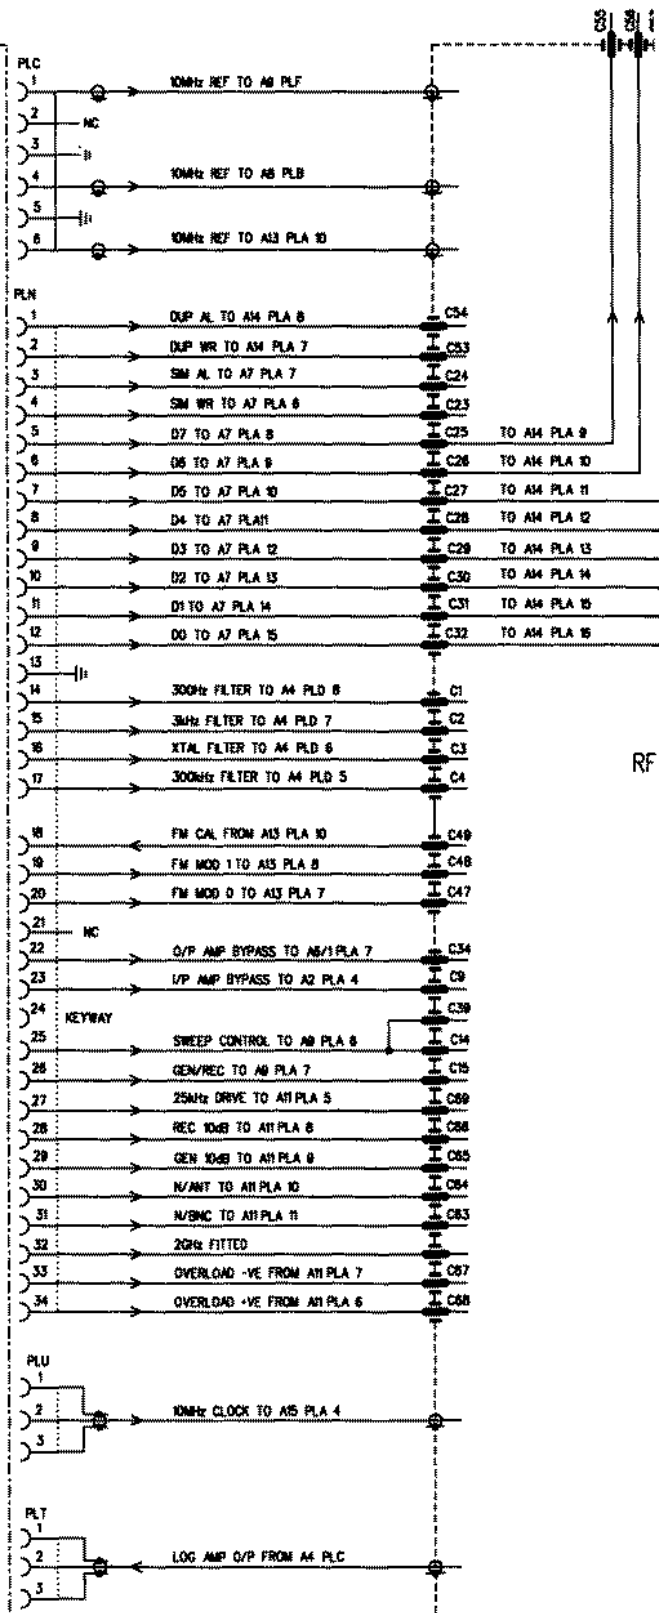 C55 C56
PLC
1 10MHz REF TO A9 PLF
2 NC
3
4 10MHz REF TO A8 PLB
5
6 10MHz REF TO A13 PLA 10
PLN
1 DUP AL TO A14 PLA 8 C54
2 DUP WR TO A14 PLA 7 C53
3 SIM AL TO A7 PLA 7 C24
4 SIM WR TO A7 PLA 6 C23
5 D7 TO A7 PLA 8 C25 TO A14 PLA 9
6 D6 TO A7 PLA 9 C26 TO A14 PLA 10
7 D5 TO A7 PLA 10 C27 TO A14 PLA 11
8 D4 TO A7 PLA11 C28 TO A14 PLA 12
9 D3 TO A7 PLA 12 C29 TO A14 PLA 13
10 D2 TO A7 PLA 13 C30 TO A14 PLA 14
11 D1 TO A7 PLA 14 C31 TO A14 PLA 15
12 D0 TO A7 PLA 15 C32 TO A14 PLA 16
13
14 300Hz FILTER TO A4 PLD 8 C1
15 3kHz FILTER TO A4 PLD 7 C2
16 XTAL FILTER TO A4 PLD 6 C3
RF
17 300kHz FILTER TO A4 PLD 5 C4
18 FM CAL FROM A13 PLA 10 C49
19 FM MOD 1 TO A13 PLA 8 C48
20 FM MOD 0 TO A13 PLA 7 C47
21 NC
22 O/P AMP BYPASS TO A6/1 PLA 7 C34
23 I/P AMP BYPASS TO A2 PLA 4 C9
24 KEYWAY C39
25 SWEEP CONTROL TO A9 PLA 6 C14
26 GEN/REC TO A9 PLA 7 C15
27 25kHz DRIVE TO A11 PLA 5 C69
28 REC 10dB TO A11 PLA 8 C66
29 GEN 10dB TO A11 PLA 9 C65
30 N/ANT TO A11 PLA 10 C64
31 N/BNC TO A11 PLA 11 C63
32 2GHz FITTED
33 OVERLOAD -VE FROM A11 PLA 7 C67
34 OVERLOAD +VE FROM A11 PLA 6 C68
PLU
1
2 10MHz CLOCK TO A15 PLA 4
3
PLT
1
2 LOG AMP O/P FROM A4 PLC
3